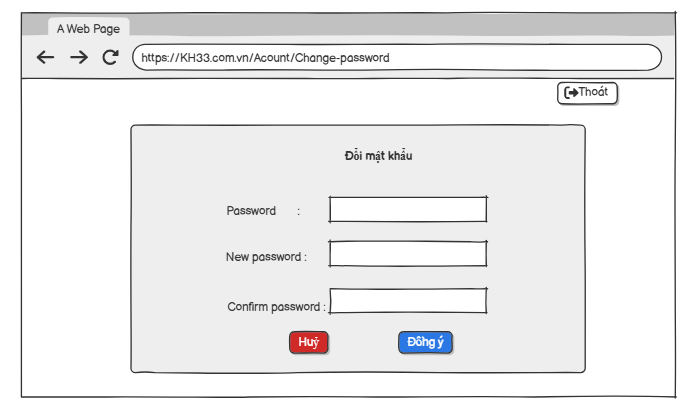 A Web Page
https://KH33.com.vn/Acount/Change-password
Thoát
Đổi mật khẩu
Password :
New password :
Confirm password :
Huỷ Đồng ý